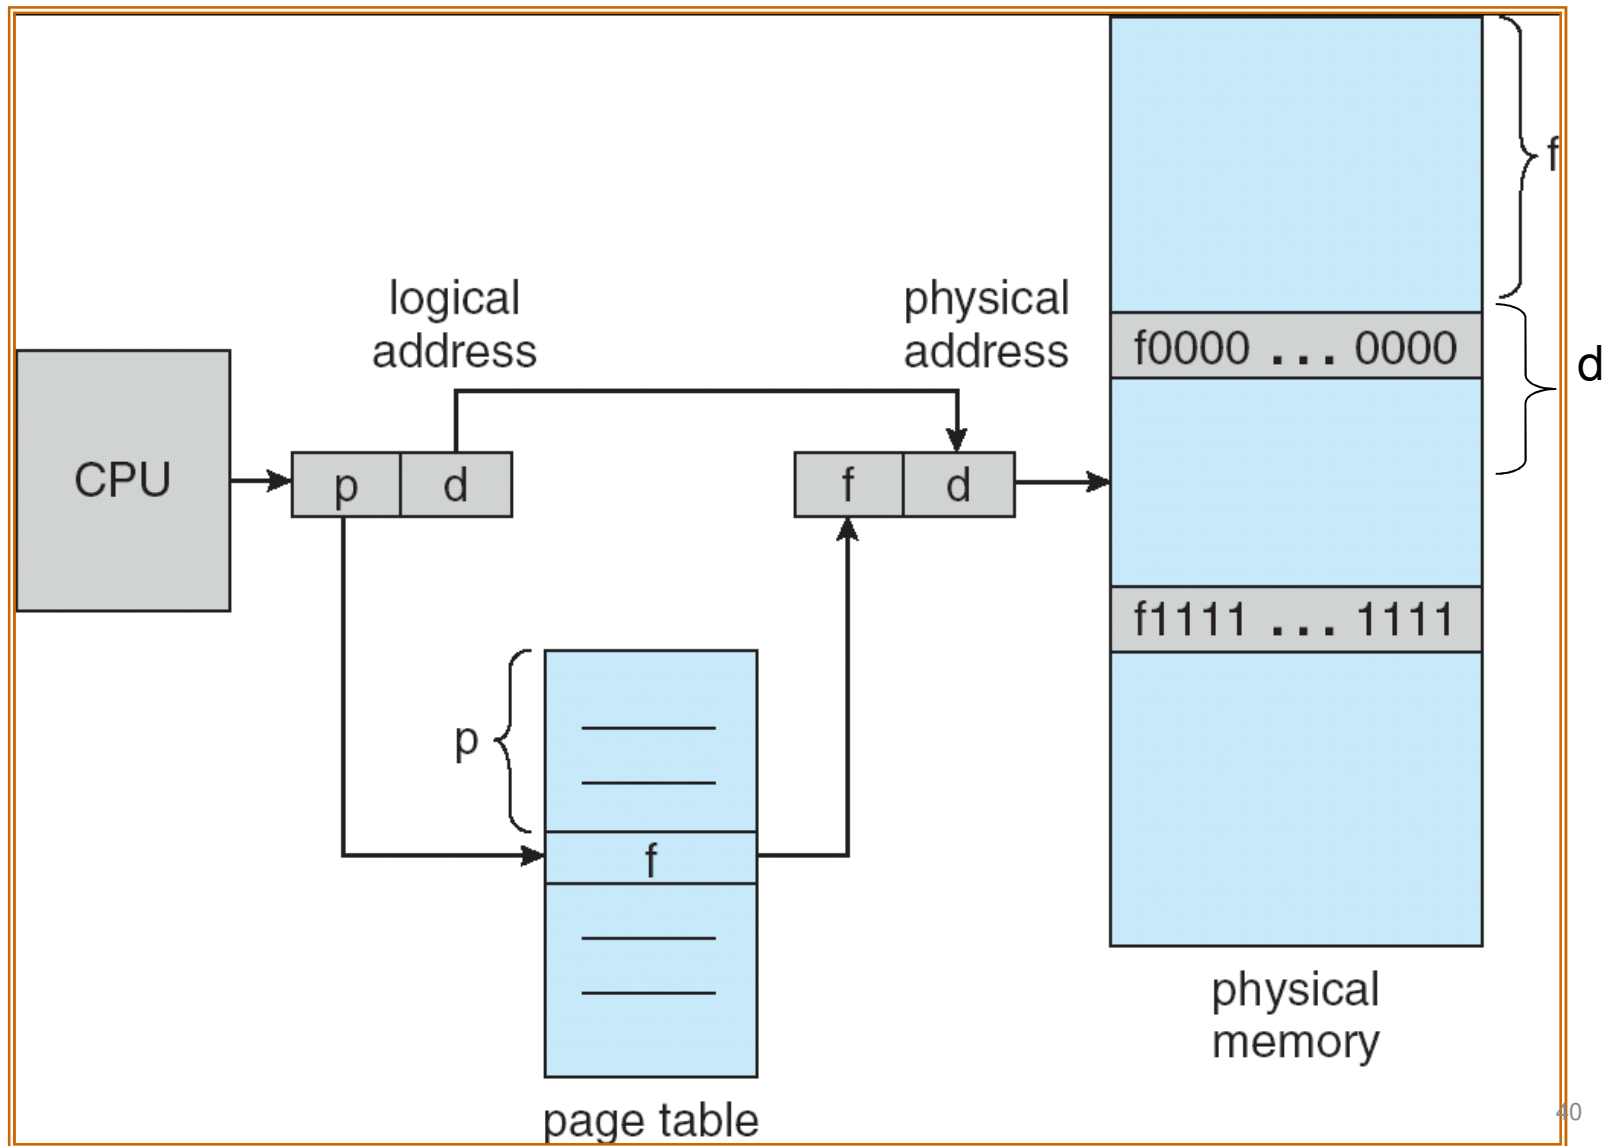 f
logical
address
physical
address
f0000 ... 0000
d
CPU
p
d
f
d
f1111 ... 1111
p
f
physical
memory
page table
40